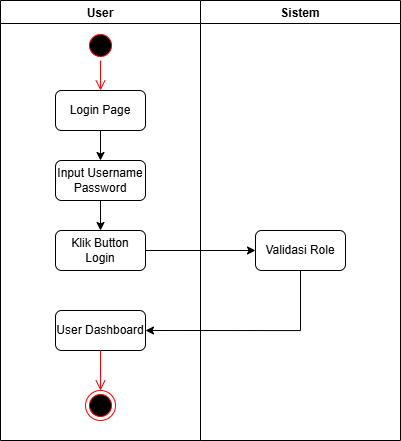 User
Sistem
Login Page
Input Username
Password
Klik Button
Login
Validasi Role
User Dashboard